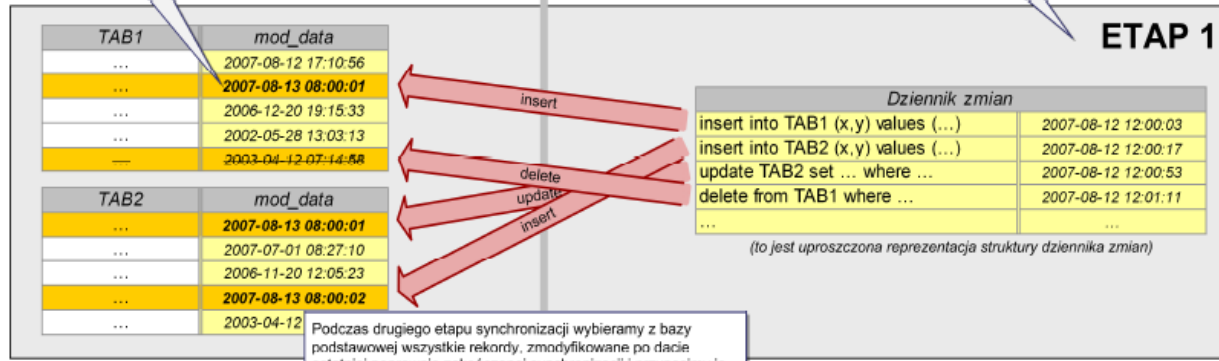 ETAP 1
TAB1 mod_data
... 2007-08-12 17:10:56
... 2007-08-13 08:00:01
... 2006-12-20 19:15:33
... 2002-05-28 13:03:13
... 2003-04-12 07:14:58
TAB2 mod_data
... 2007-08-13 08:00:01
... 2007-07-01 08:27:10
... 2006-11-20 12:05:23
... 2007-08-13 08:00:02
... 2003-04-12
insert
delete
update
insert
Dziennik zmian
insert into TAB1 (x,y) values (...) 2007-08-12 12:00:03
insert into TAB2 (x,y) values (...) 2007-08-12 12:00:17
update TAB2 set ... where ... 2007-08-12 12:00:53
delete from TAB1 where ... 2007-08-12 12:01:11
... ...
(to jest uproszczona reprezentacja struktury dziennika zmian)
Podczas drugiego etapu synchronizacji wybieramy z bazy
podstawowej wszystkie rekordy, zmodyfikowane po dacie